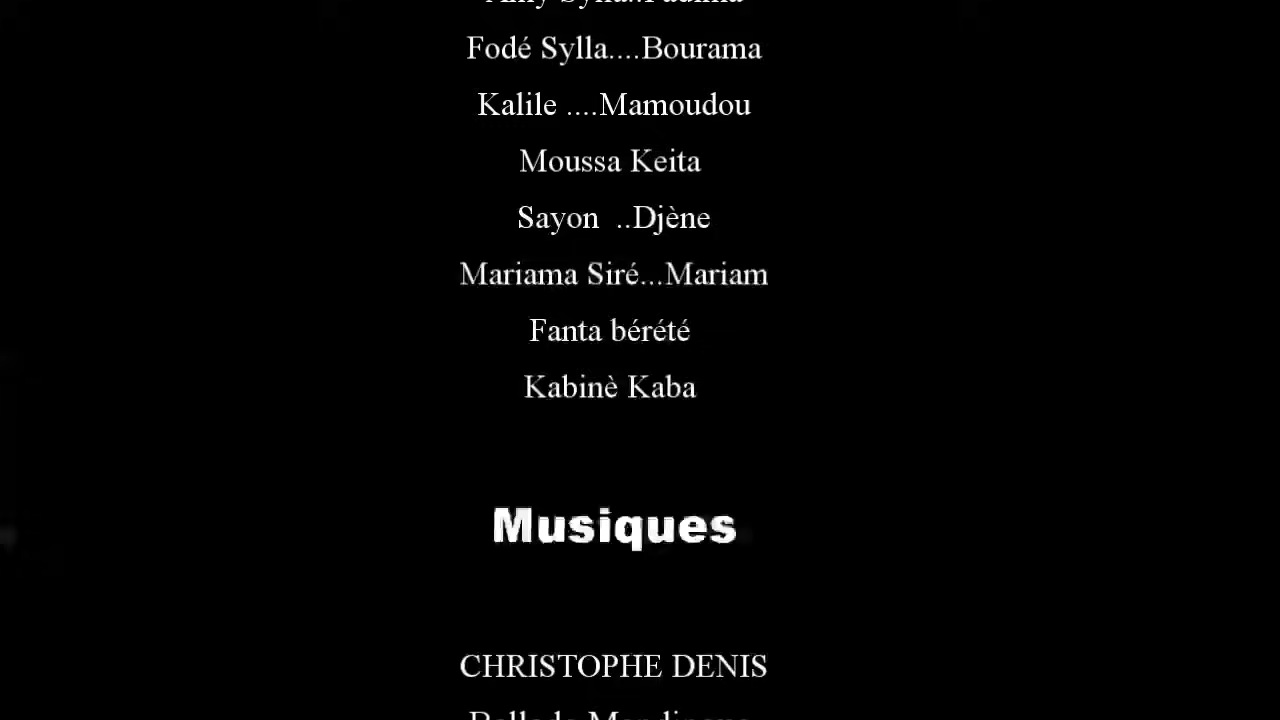 Fodé Sylla....Bourama
Kalile ....Mamoudou
Moussa Keita
Sayon  ..Djène
Mariama Siré...Mariam
Fanta bérété
Kabinè Kaba
Musiques
CHRISTOPHE DENIS